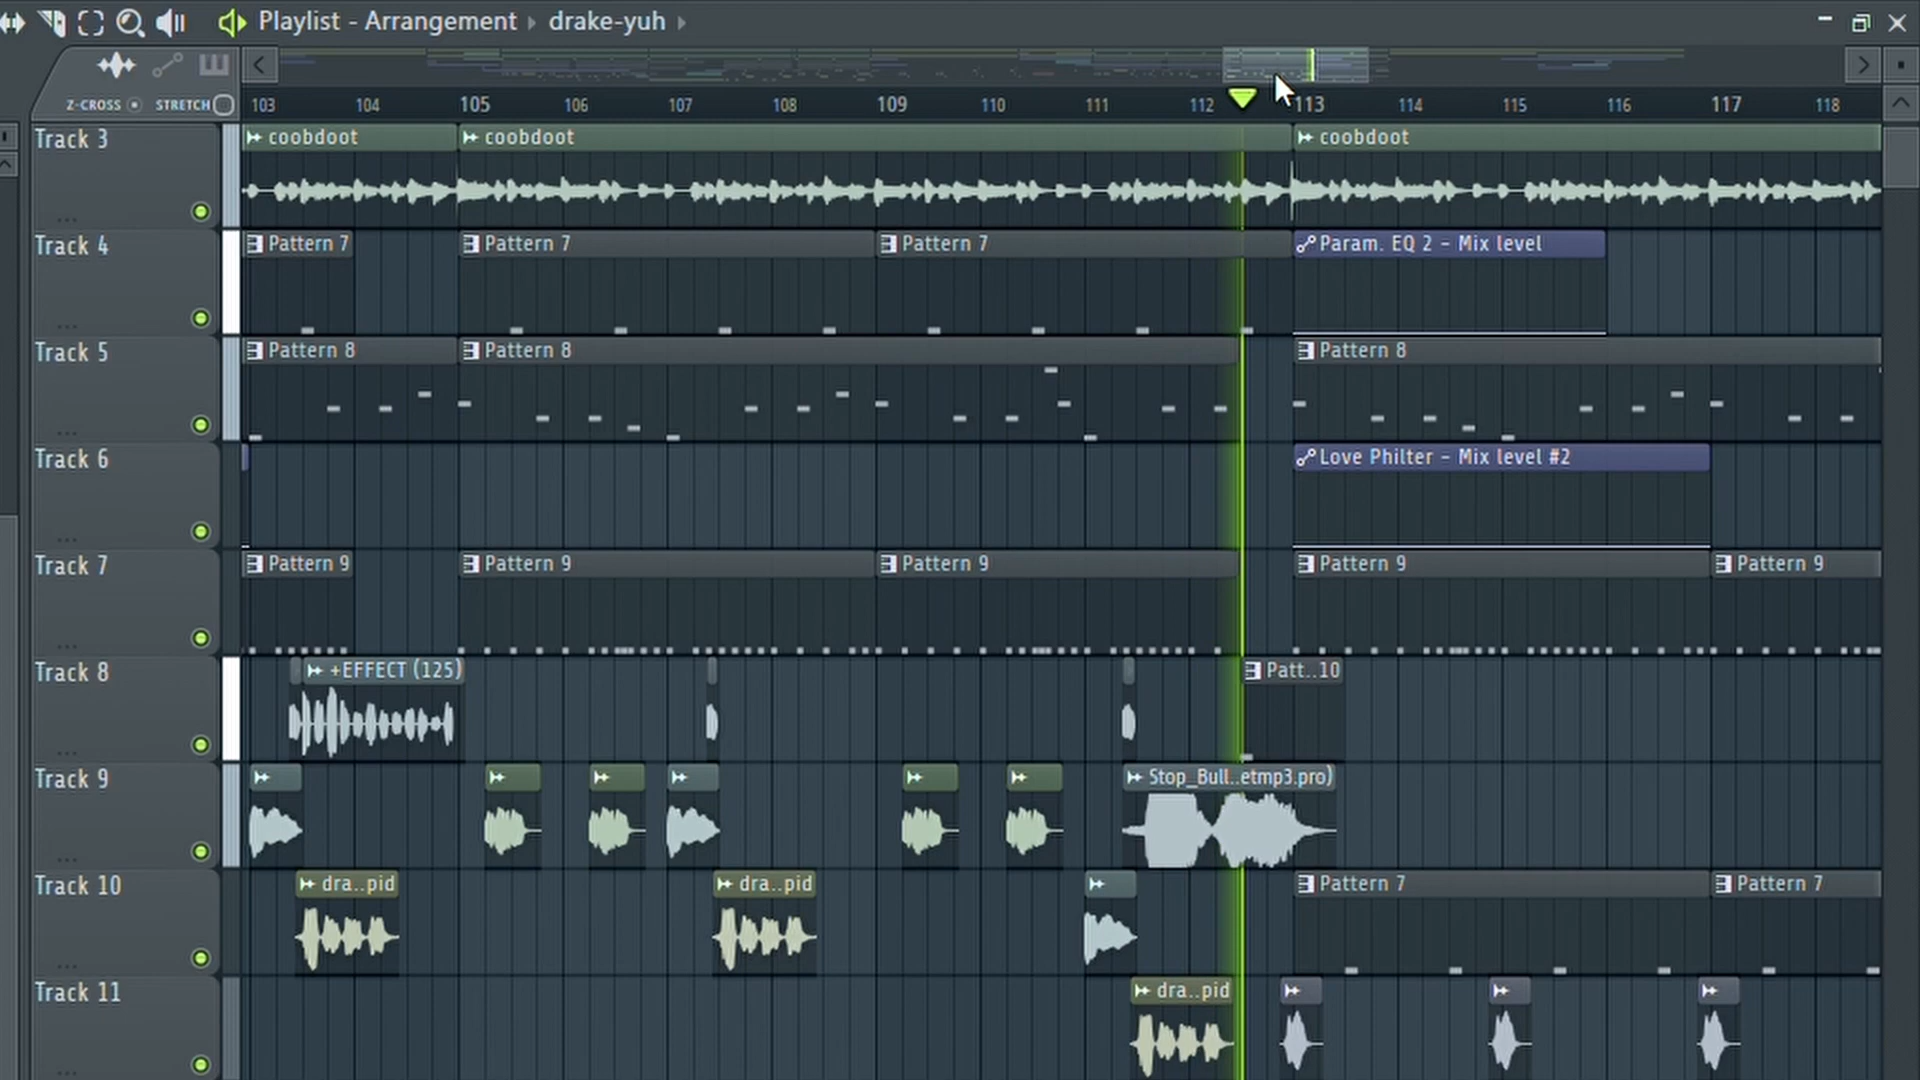 Playlist - Arrangement › drake-yuh ›
Z-CROSS STRETCH
103 104 105 106 107 108 109 110 111 112 113 114 115 116 117 118
Track 3
coobdoot coobdoot coobdoot
Track 4
Pattern 7 Pattern 7 Pattern 7 Param. EQ 2 - Mix level
Track 5
Pattern 8 Pattern 8 Pattern 8
Track 6
Love Philter - Mix level #2
Track 7
Pattern 9 Pattern 9 Pattern 9 Pattern 9 Pattern 9
Track 8
+EFFECT (125) Patt..10
Track 9
Stop_Bull..etmp3.pro)
Track 10
dra..pid dra..pid Pattern 7 Pattern 7
Track 11
dra..pid